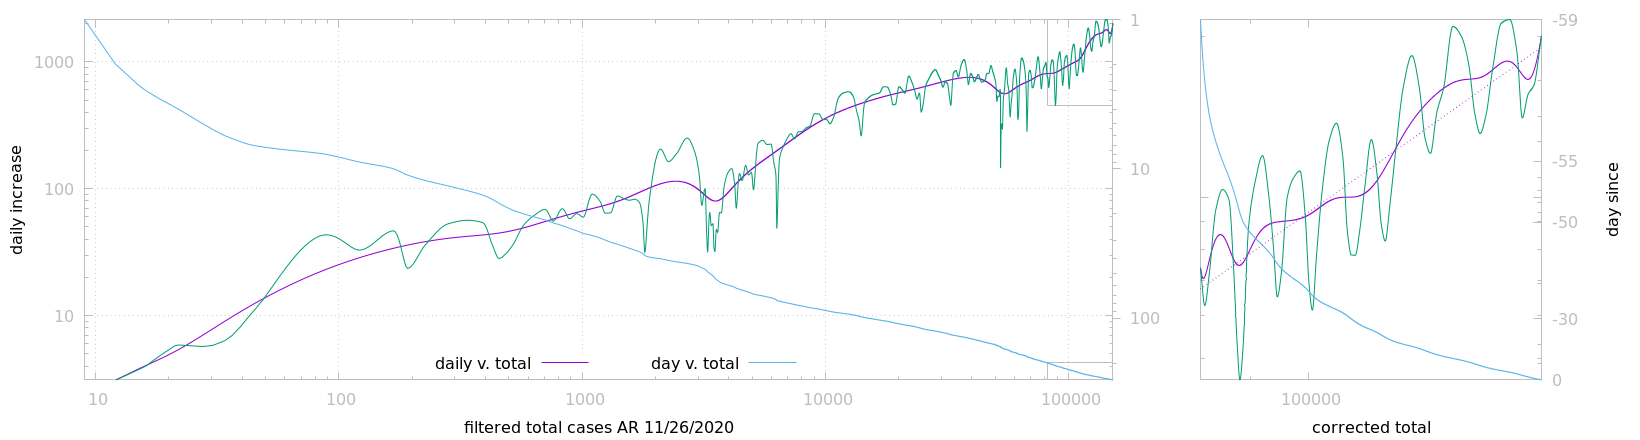 daily increase
1000
100
10
daily v. total
day v. total
10
100
1000
10000
100000
filtered total cases AR 11/26/2020
1
10
100
100000
corrected total
-59
-55
-50
-30
0
day since